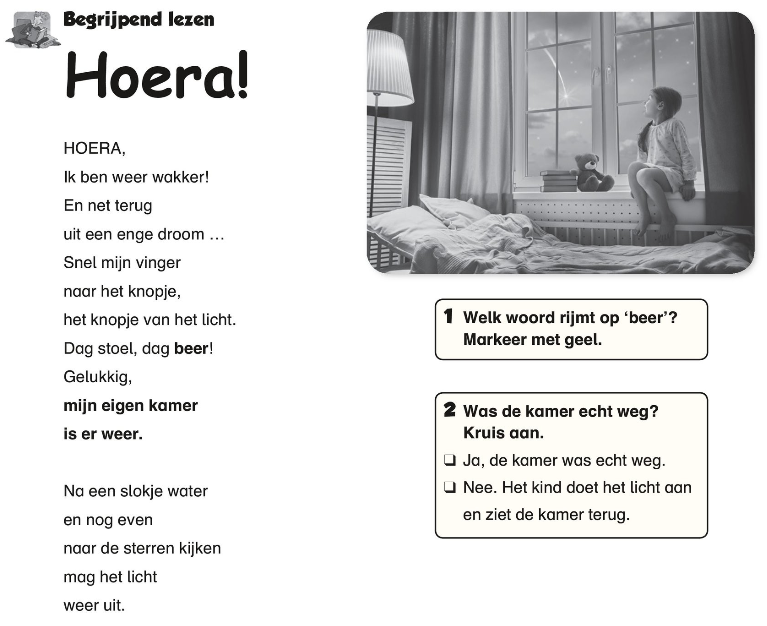 Begrijpend lezen
Hoera!
HOERA,
Ik ben weer wakker!
En net terug
uit een enge droom …
Snel mijn vinger
naar het knopje,
het knopje van het licht.
Dag stoel, dag beer!
Gelukkig,
mijn eigen kamer
is er weer.
Na een slokje water
en nog even
naar de sterren kijken
mag het licht
weer uit.
1 Welk woord rijmt op ‘beer’?
Markeer met geel.
2 Was de kamer echt weg?
Kruis aan.
❑ Ja, de kamer was echt weg.
❑ Nee. Het kind doet het licht aan
en ziet de kamer terug.